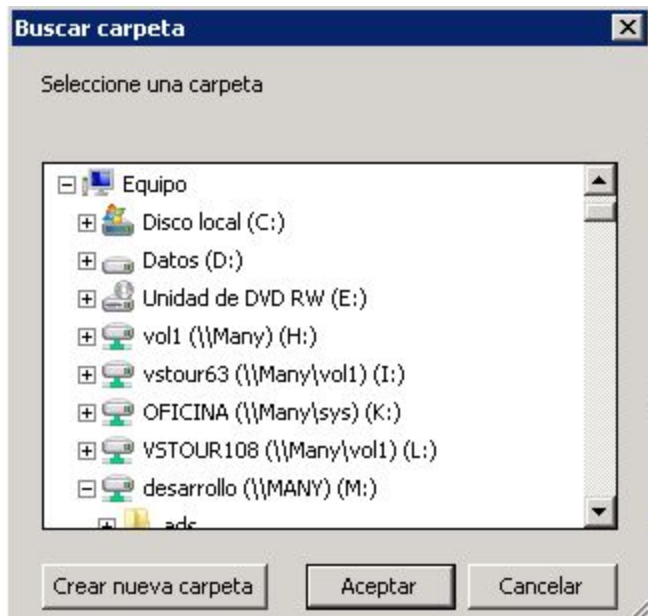 Buscar carpeta
Seleccione una carpeta
Equipo
Disco local (C:)
Datos (D:)
Unidad de DVD RW (E:)
vol1 (\\Many) (H:)
vstour63 (\\Many\vol1) (I:)
OFICINA (\\Many\sys) (K:)
VSTOUR108 (\\Many\vol1) (L:)
desarrollo (\\MANY) (M:)
ads
Crear nueva carpeta Aceptar Cancelar